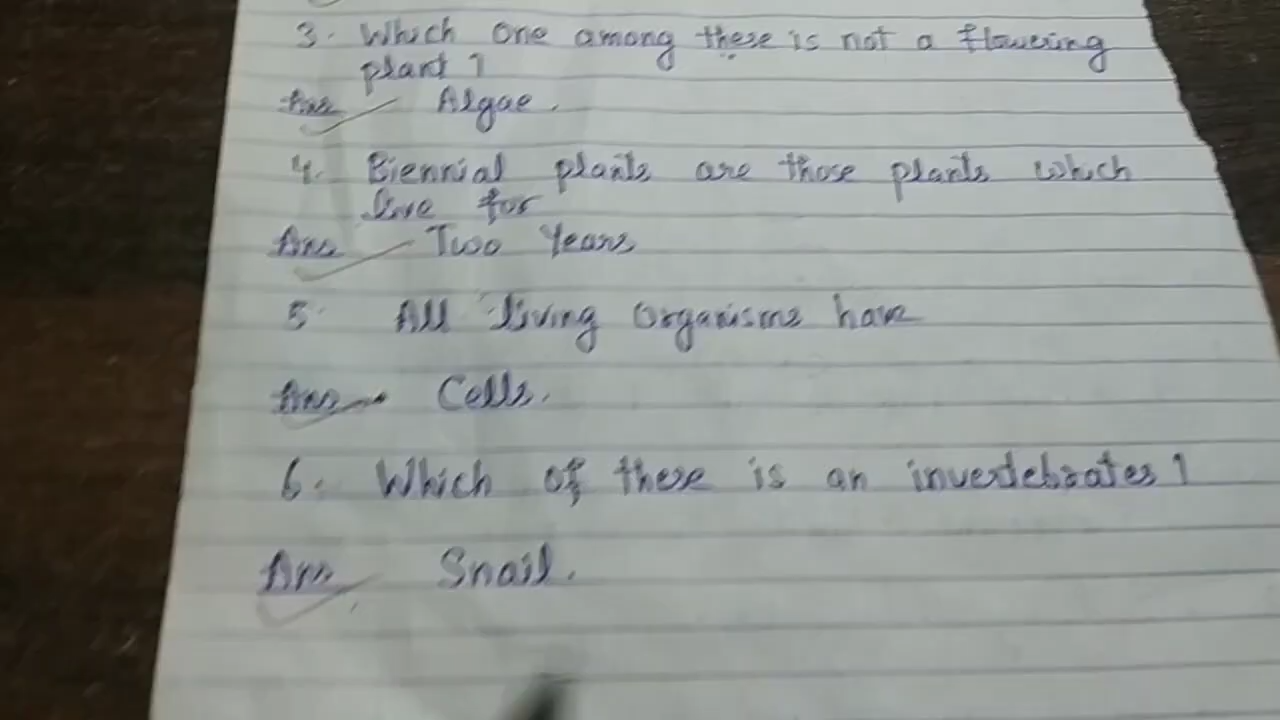 3. Which one among these is not a flowering
plant ?
Ans Algae.
4. Biennial plants are those plants which
live for
Ans Two Years
5. All living organisms have
Ans Cells.
6. Which of these is an invertebrates ?
Ans Snail.